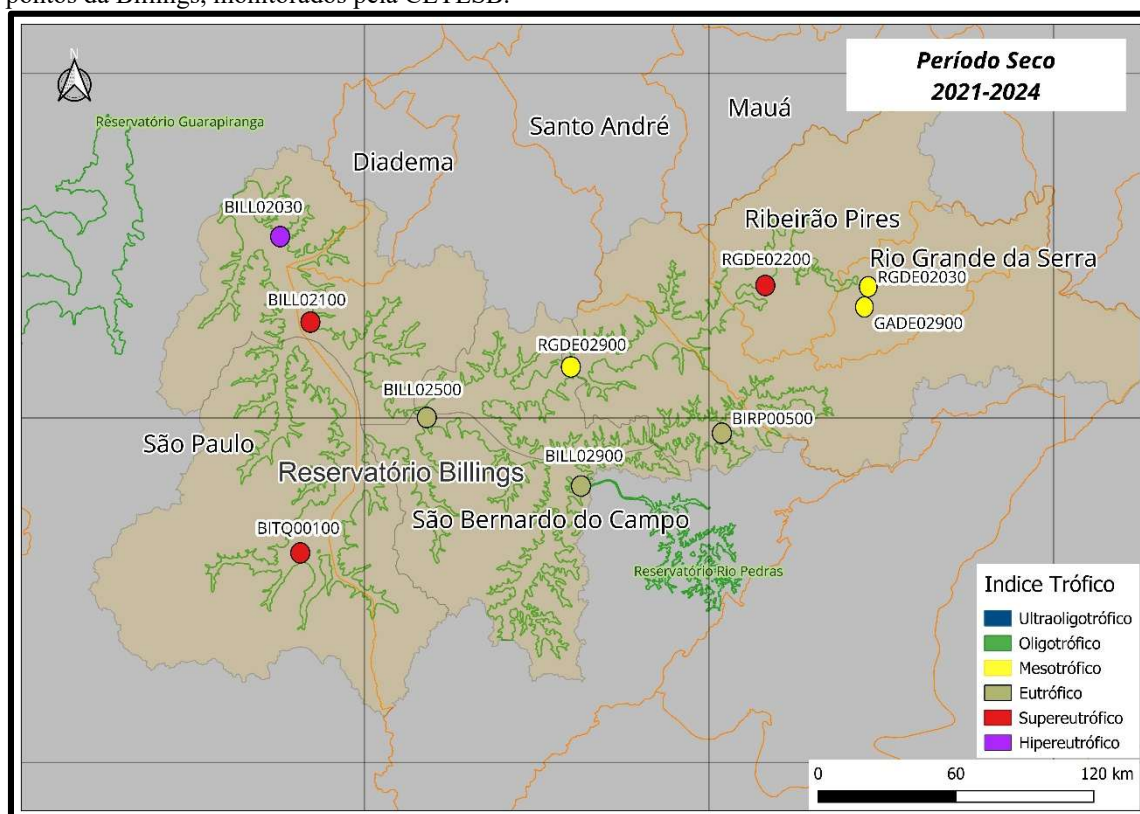 pontos da Billings, monitorados pela CETESB.
N
Período Seco
2021-2024
Mauá
Reservatório Guarapiranga
Santo André
Diadema
BILL02030
Ribeirão Pires
RGDE02200
Rio Grande da Serra
RGDE02030
GADE02900
BILL02100
RGDE02900
BILL02500
BIRP00500
São Paulo
BILL02900
Reservatório Billings
São Bernardo do Campo
BITQ00100
Reservatório Rio Pedras
Indice Trófico
Ultraoligotrófico
Oligotrófico
Mesotrófico
Eutrófico
Supereutrófico
Hipereutrófico
0 60 120 km